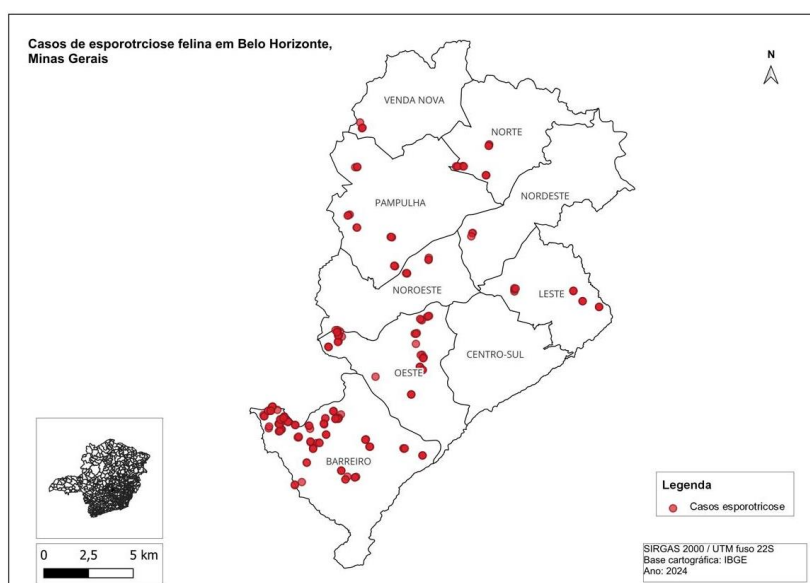 Casos de esporotrciose felina em Belo Horizonte,
Minas Gerais
N
VENDA NOVA
NORTE
NORDESTE
PAMPULHA
NOROESTE
LESTE
CENTRO-SUL
OESTE
BARREIRO
Legenda
Casos esporotricose
0 2,5 5 km
SIRGAS 2000 / UTM fuso 22S
Base cartográfica: IBGE
Ano: 2024